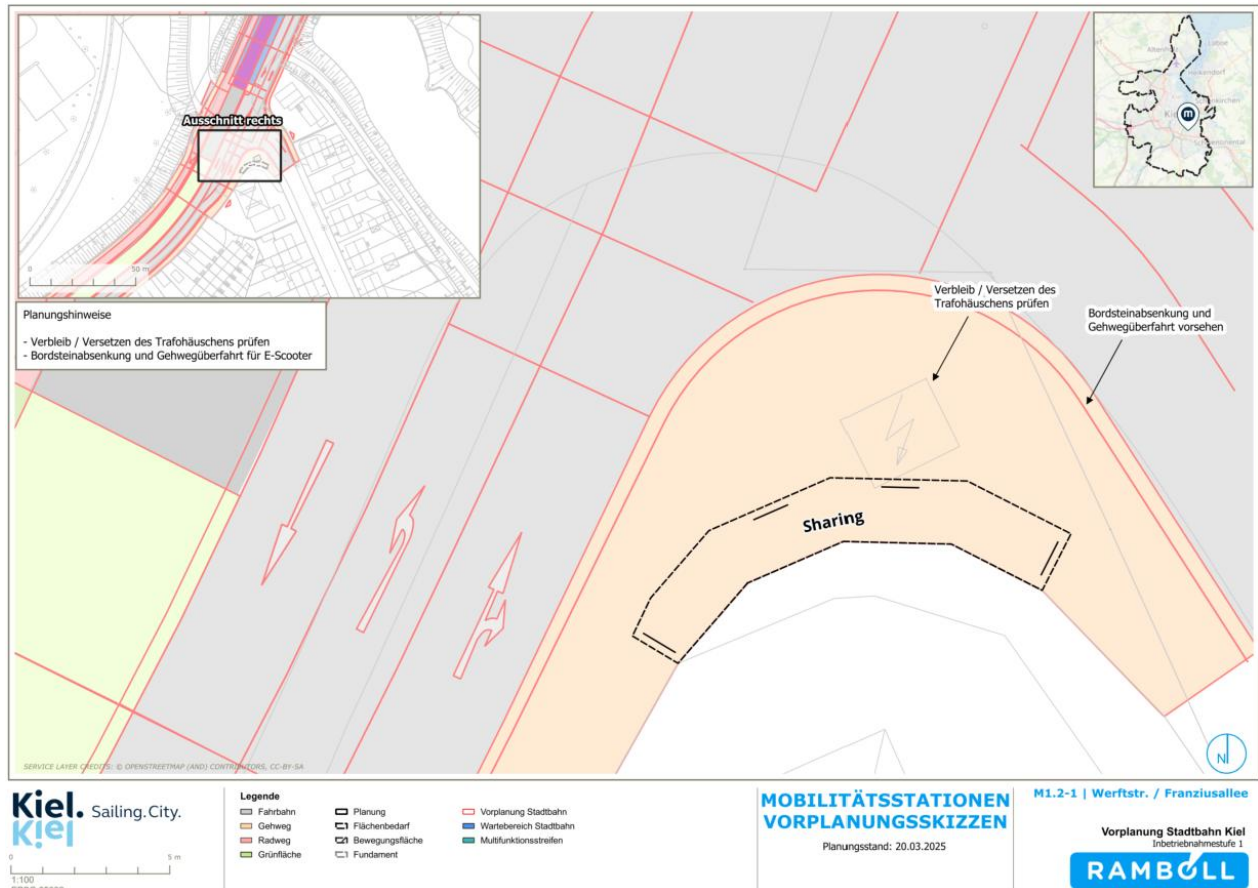 Ausschnitt rechts
0 50 m
Planungshinweise
- Verbleib / Versetzen des Trafohäuschens prüfen
- Bordsteinabsenkung und Gehwegüberfahrt für E-Scooter
Verbleib / Versetzen des
Trafohäuschens prüfen
Bordsteinabsenkung und
Gehwegüberfahrt vorsehen
Sharing
m
N
SERVICE LAYER CREDITS: © OPENSTREETMAP (AND) CONTRIBUTORS, CC-BY-SA
Kiel. Sailing.City.
0 5 m
1:100
Legende
Fahrbahn
Gehweg
Radweg
Grünfläche
Planung
Flächenbedarf
Bewegungsfläche
Fundament
Vorplanung Stadtbahn
Wartebereich Stadtbahn
Multifunktionsstreifen
MOBILITÄTSSTATIONEN
VORPLANUNGSSKIZZEN
Planungsstand: 20.03.2025
M1.2-1 | Werftstr. / Franziusallee
Vorplanung Stadtbahn Kiel
Inbetriebnahmestufe 1
RAMBOLL